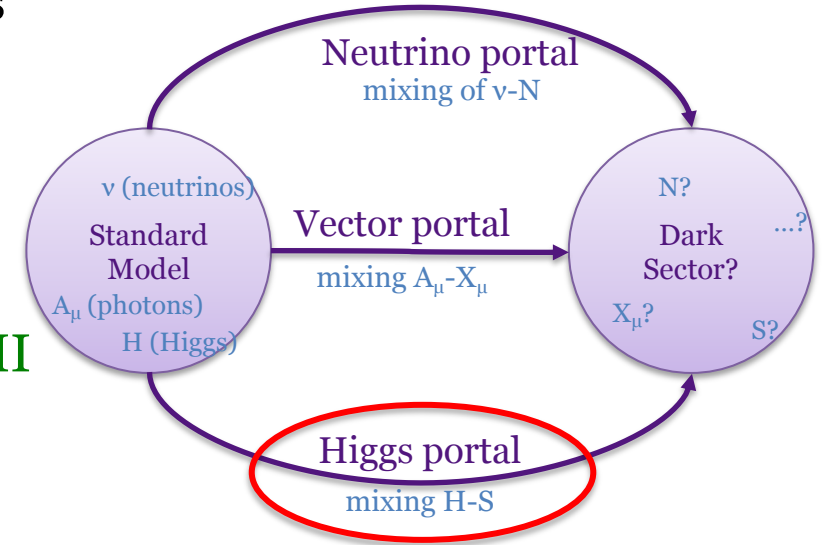 s
Neutrino portal
mixing of ν-N
ν (neutrinos)
N?
Standard
Model
Vector portal
mixing Aμ-Xμ
Dark
Sector?
...?
Aμ (photons)
H (Higgs)
Xμ?
S?
II
Higgs portal
mixing H-S